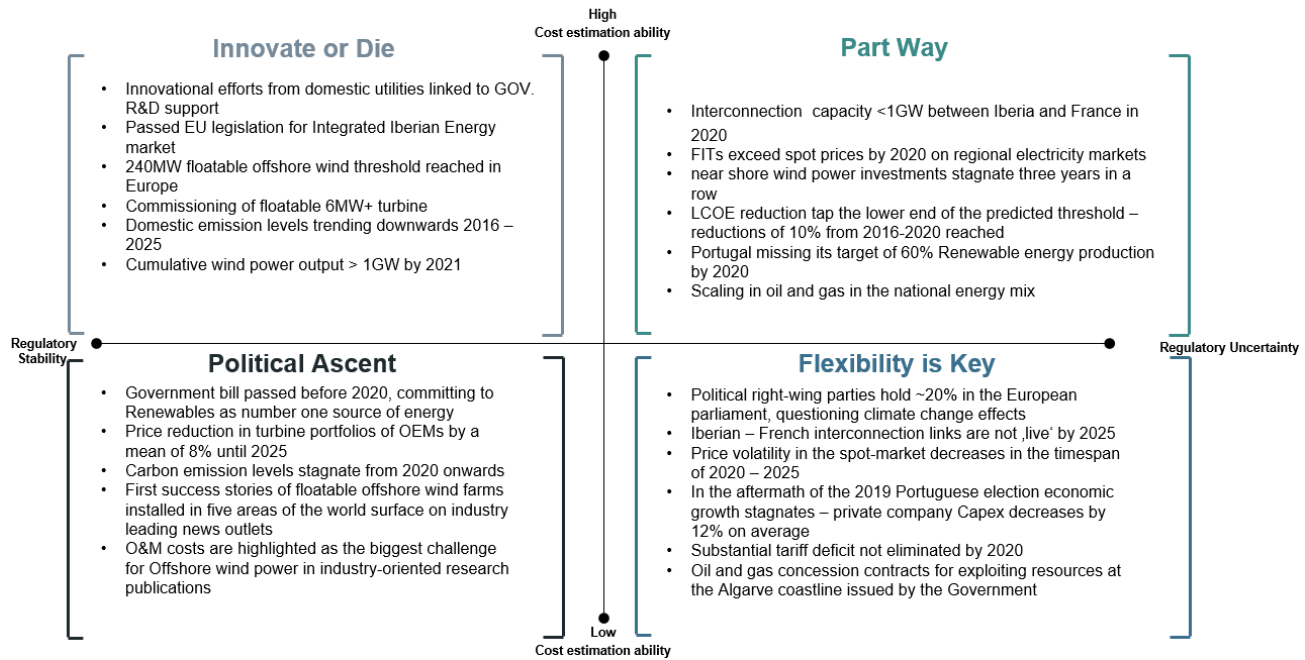 High
Cost estimation ability
Innovate or Die
• Innovational efforts from domestic utilities linked to GOV.
R&D support
• Passed EU legislation for Integrated Iberian Energy
market
• 240MW floatable offshore wind threshold reached in
Europe
• Commissioning of floatable 6MW+ turbine
• Domestic emission levels trending downwards 2016 –
2025
• Cumulative wind power output > 1GW by 2021
Part Way
• Interconnection capacity <1GW between Iberia and France in
2020
• FITs exceed spot prices by 2020 on regional electricity markets
• near shore wind power investments stagnate three years in a
row
• LCOE reduction tap the lower end of the predicted threshold –
reductions of 10% from 2016-2020 reached
• Portugal missing its target of 60% Renewable energy production
by 2020
• Scaling in oil and gas in the national energy mix
Regulatory
Stability
Regulatory Uncertainty
Political Ascent
• Government bill passed before 2020, committing to
Renewables as number one source of energy
• Price reduction in turbine portfolios of OEMs by a
mean of 8% until 2025
• Carbon emission levels stagnate from 2020 onwards
• First success stories of floatable offshore wind farms
installed in five areas of the world surface on industry
leading news outlets
• O&M costs are highlighted as the biggest challenge
for Offshore wind power in industry-oriented research
publications
Flexibility is Key
• Political right-wing parties hold ~20% in the European
parliament, questioning climate change effects
• Iberian – French interconnection links are not ‚live' by 2025
• Price volatility in the spot-market decreases in the timespan
of 2020 – 2025
• In the aftermath of the 2019 Portuguese election economic
growth stagnates – private company Capex decreases by
12% on average
• Substantial tariff deficit not eliminated by 2020
• Oil and gas concession contracts for exploiting resources at
the Algarve coastline issued by the Government
Low
Cost estimation ability